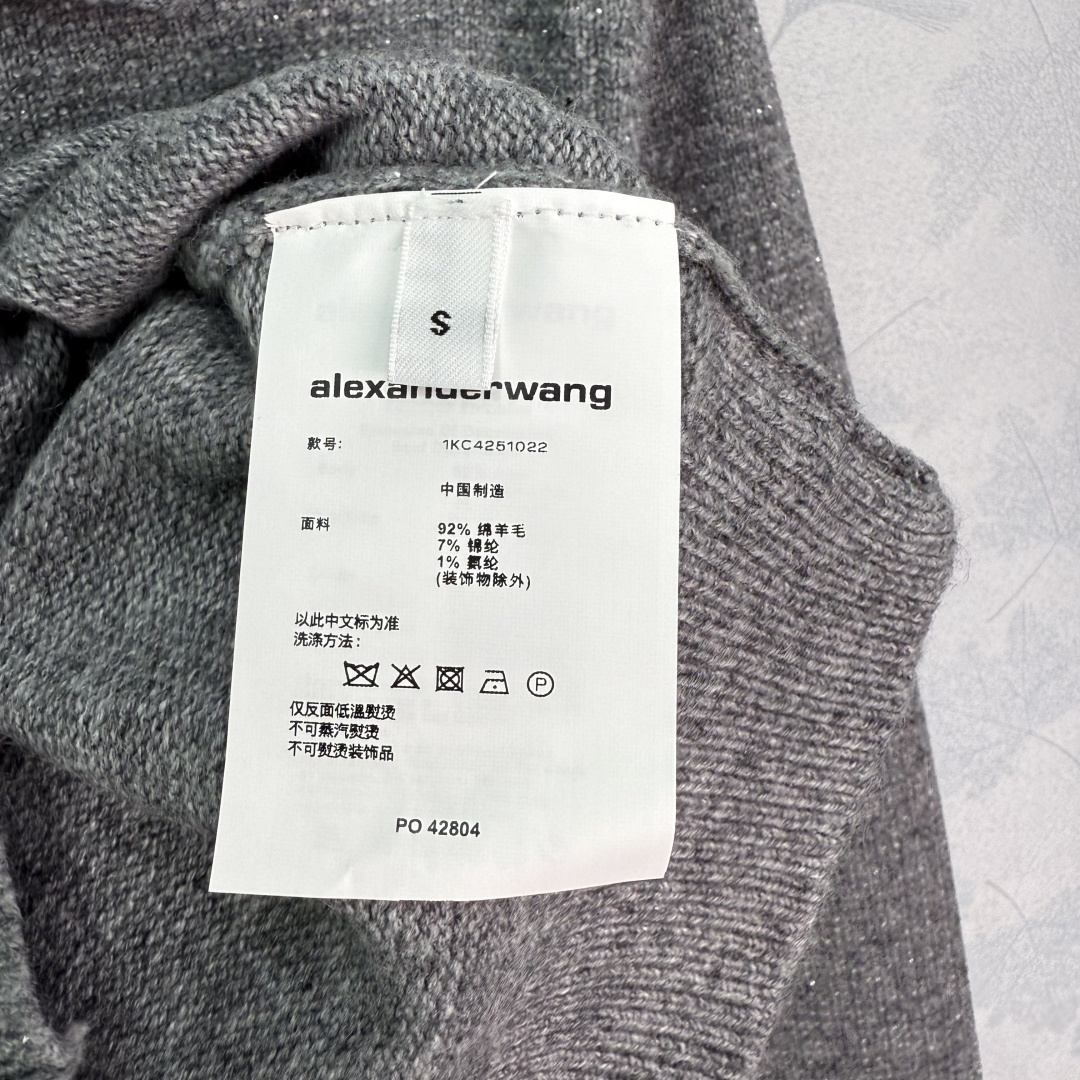 S
alexanderwang
款号: 1KC4251022
中国制造
面料 92% 绵羊毛
7% 锦纶
1% 氨纶
(装饰物除外)
以此中文标为准
洗涤方法:
P
仅反面低温熨烫
不可蒸汽熨烫
不可熨烫装饰品
PO 42804